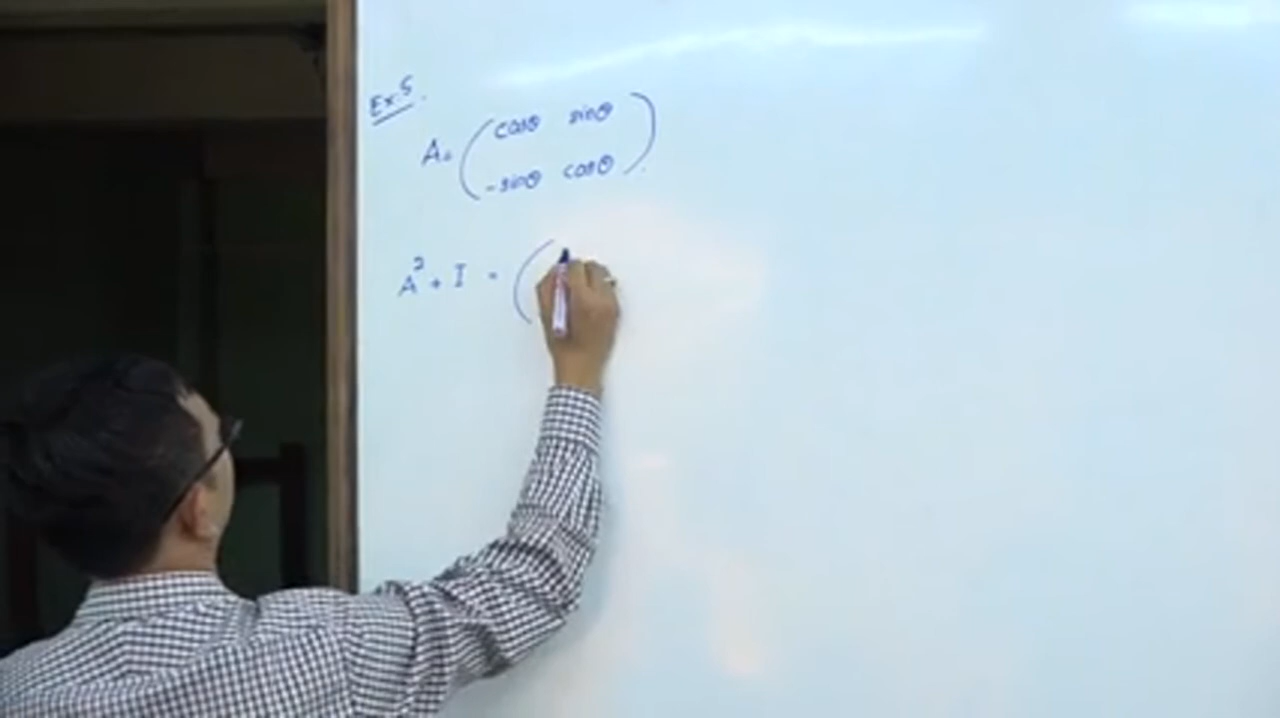 Ex.5.
A = ( cosθ sinθ
-sinθ cosθ ).
A² + I = (